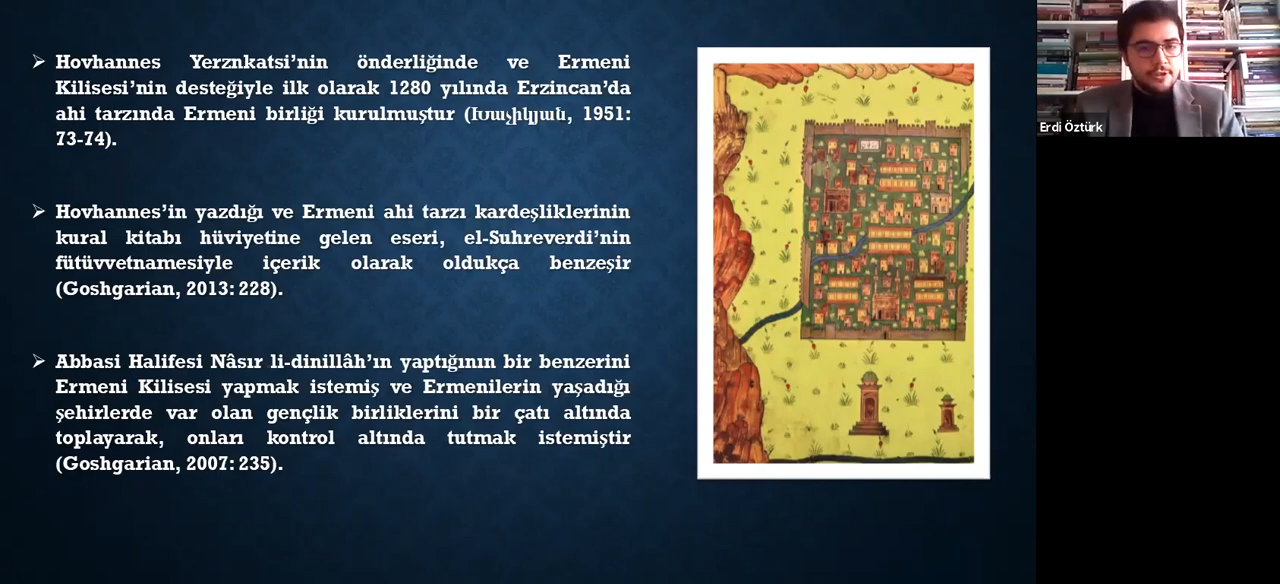 Hovhannes Yerznkatsi’nin önderliğinde ve Ermeni
Kilisesi’nin desteğiyle ilk olarak 1280 yılında Erzincan’da
ahi tarzında Ermeni birliği kurulmuştur (Խաչիկյան, 1951:
73-74).
Hovhannes’in yazdığı ve Ermeni ahi tarzı kardeşliklerinin
kural kitabı hüviyetine gelen eseri, el-Suhreverdi’nin
fütüvvetnamesiyle içerik olarak oldukça benzeşir
(Goshgarian, 2013: 228).
Abbasi Halifesi Nâsır li-dinillâh’ın yaptığının bir benzerini
Ermeni Kilisesi yapmak istemiş ve Ermenilerin yaşadığı
şehirlerde var olan gençlik birliklerini bir çatı altında
toplayarak, onları kontrol altında tutmak istemiştir
(Goshgarian, 2007: 235).
Erdi Öztürk